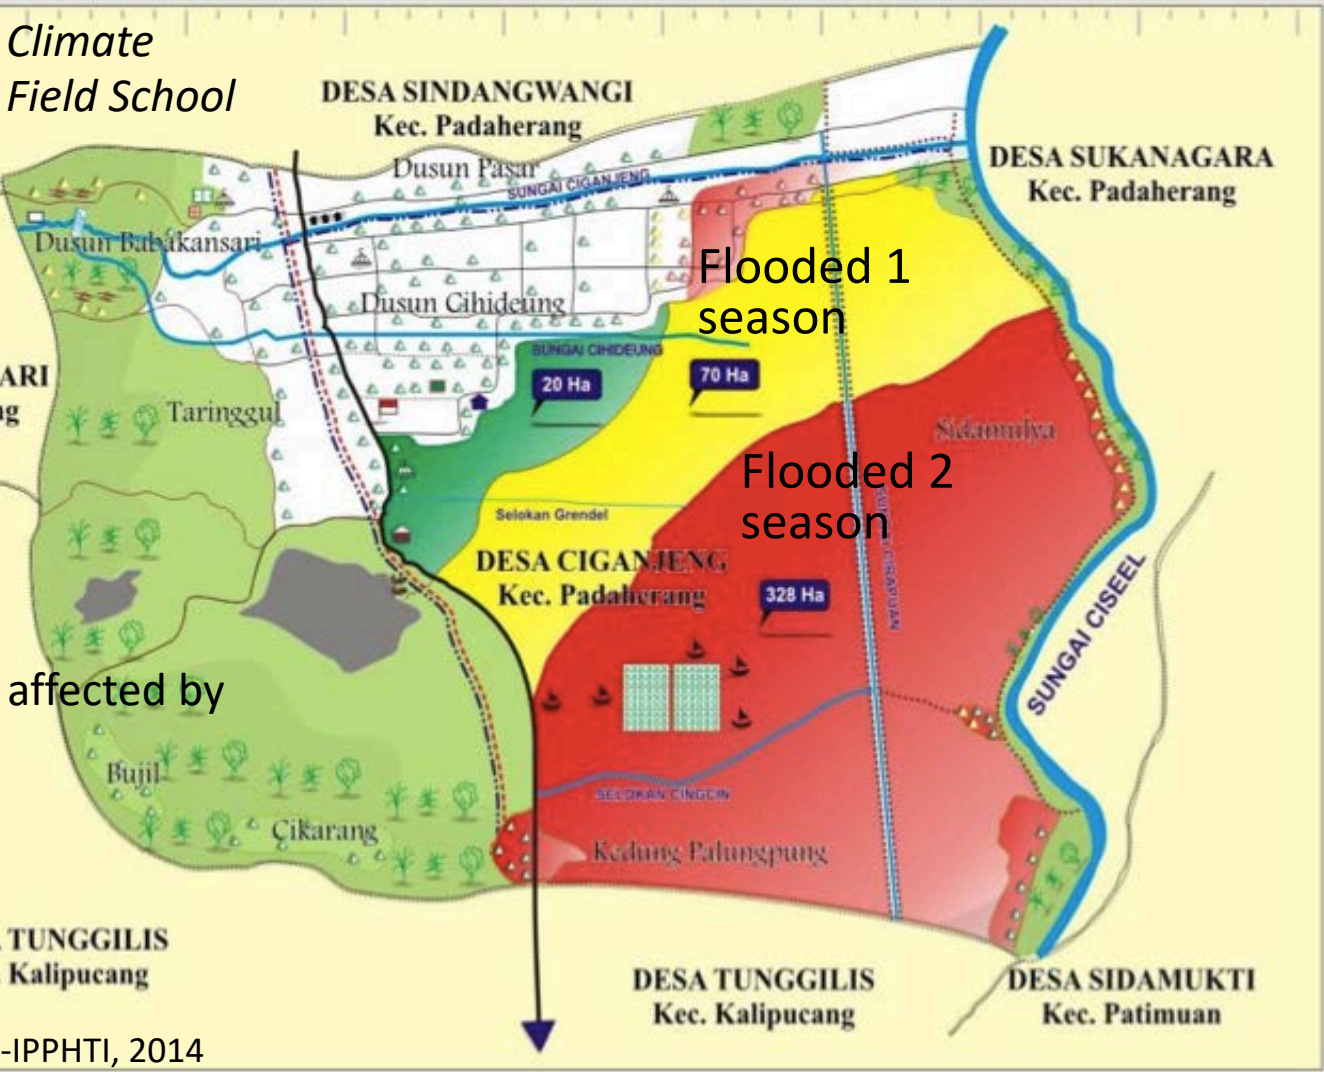 Climate
Field School
DESA SINDANGWANGI
Kec. Padaherang
DESA SUKANAGARA
Kec. Padaherang
Dusun Pasar
SUNGAI CIGANJENG
Dusun Babakansari
Dusun Cihideung
Flooded 1
season
SUNGAI CIHIDEUNG
20 Ha
70 Ha
ARI
Taringgul
Sidamulya
Flooded 2
season
Selokan Grendel
DESA CIGANJENG
Kec. Padaherang
328 Ha
SUNGAI CISEEL
affected by
Bujil
SELOKAN CINGCIN
Cikarang
Kedung Palungpung
TUNGGILIS
Kalipucang
DESA TUNGGILIS
Kec. Kalipucang
DESA SIDAMUKTI
Kec. Patimuan
-IPPHTI, 2014